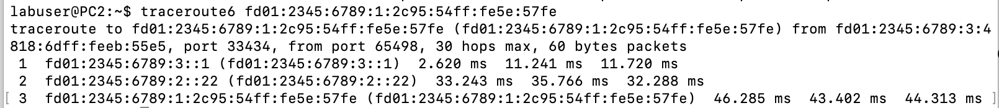 labuser@PC2:~$ traceroute6 fd01:2345:6789:1:2c95:54ff:fe5e:57fe
traceroute to fd01:2345:6789:1:2c95:54ff:fe5e:57fe (fd01:2345:6789:1:2c95:54ff:fe5e:57fe) from fd01:2345:6789:3:4
818:6dff:feeb:55e5, port 33434, from port 65498, 30 hops max, 60 bytes packets
 1  fd01:2345:6789:3::1 (fd01:2345:6789:3::1)  2.620 ms  11.241 ms  11.720 ms
 2  fd01:2345:6789:2::22 (fd01:2345:6789:2::22)  33.243 ms  35.766 ms  32.288 ms
[ 3  fd01:2345:6789:1:2c95:54ff:fe5e:57fe (fd01:2345:6789:1:2c95:54ff:fe5e:57fe)  46.285 ms  43.402 ms  44.313 ms ]